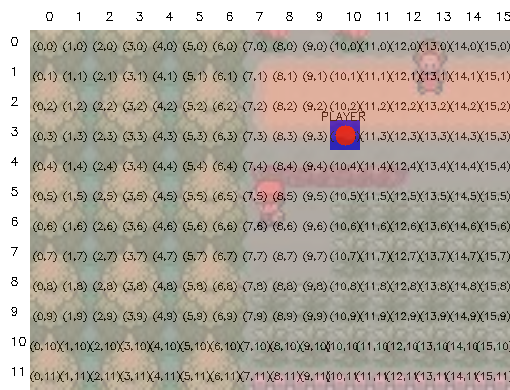 0 1 2 3 4 5 6 7 8 9 10 11 12 13 14 15
0 (0,0) (1,0) (2,0) (3,0) (4,0) (5,0) (6,0) (7,0) (8,0) (9,0) (10,0) (11,0) (12,0) (13,0) (14,0) (15,0)
1 (0,1) (1,1) (2,1) (3,1) (4,1) (5,1) (6,1) (7,1) (8,1) (9,1) (10,1) (11,1) (12,1) (13,1) (14,1) (15,1)
2 (0,2) (1,2) (2,2) (3,2) (4,2) (5,2) (6,2) (7,2) (8,2) (9,2) (10,2) (11,2) (12,2) (13,2) (14,2) (15,2)
PLAYER
3 (0,3) (1,3) (2,3) (3,3) (4,3) (5,3) (6,3) (7,3) (8,3) (9,3) (11,3) (12,3) (13,3) (14,3) (15,3)
4 (0,4) (1,4) (2,4) (3,4) (4,4) (5,4) (6,4) (7,4) (8,4) (9,4) (10,4) (11,4) (12,4) (13,4) (14,4) (15,4)
5 (0,5) (1,5) (2,5) (3,5) (4,5) (5,5) (6,5) (7,5) (8,5) (9,5) (10,5) (11,5) (12,5) (13,5) (14,5) (15,5)
6 (0,6) (1,6) (2,6) (3,6) (4,6) (5,6) (6,6) (7,6) (8,6) (9,6) (10,6) (11,6) (12,6) (13,6) (14,6) (15,6)
7 (0,7) (1,7) (2,7) (3,7) (4,7) (5,7) (6,7) (7,7) (8,7) (9,7) (10,7) (11,7) (12,7) (13,7) (14,7) (15,7)
8 (0,8) (1,8) (2,8) (3,8) (4,8) (5,8) (6,8) (7,8) (8,8) (9,8) (10,8) (11,8) (12,8) (13,8) (14,8) (15,8)
9 (0,9) (1,9) (2,9) (3,9) (4,9) (5,9) (6,9) (7,9) (8,9) (9,9) (10,9) (11,9) (12,9) (13,9) (14,9) (15,9)
10 (0,10) (1,10) (2,10) (3,10) (4,10) (5,10) (6,10) (7,10) (8,10) (9,10) (10,10) (11,10) (12,10) (13,10) (14,10) (15,10)
11 (0,11) (1,11) (2,11) (3,11) (4,11) (5,11) (6,11) (7,11) (8,11) (9,11) (10,11) (11,11) (12,11) (13,11) (14,11) (15,11)